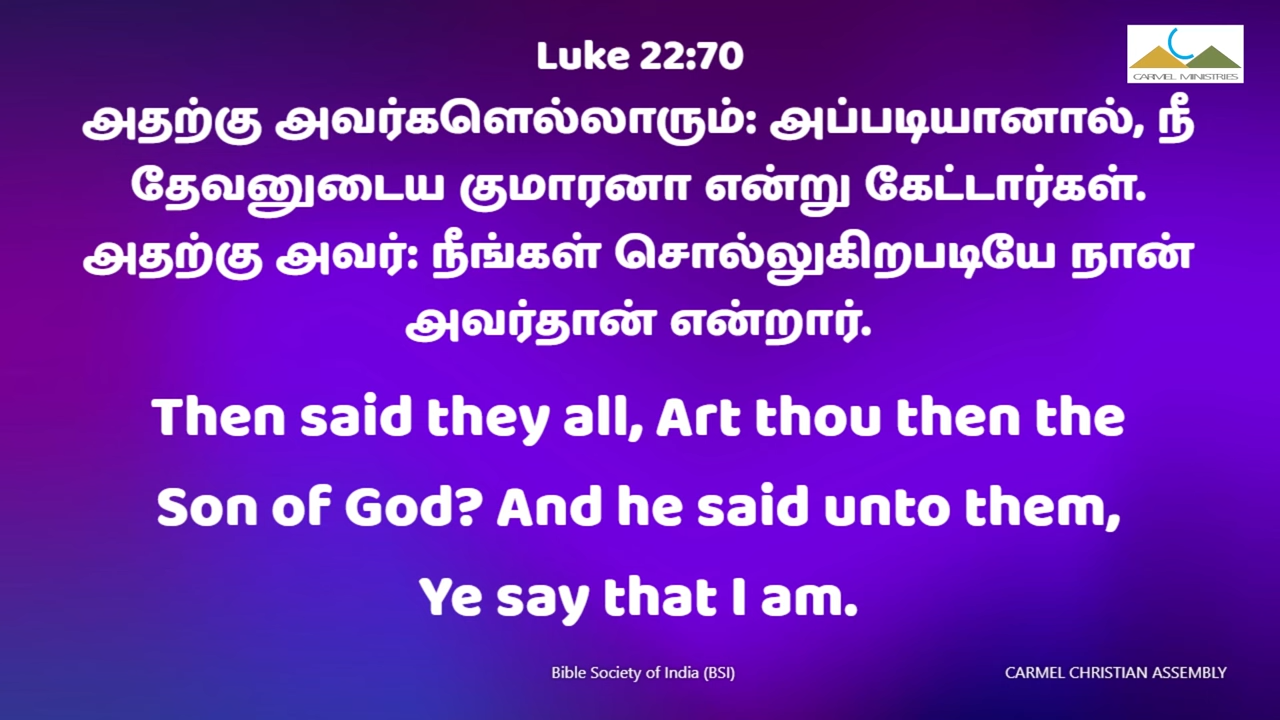 Luke 22:70
CARMEL MINISTRIES
அதற்கு அவர்களெல்லாரும்: அப்படியானால், நீ
தேவனுடைய குமாரனா என்று கேட்டார்கள்.
அதற்கு அவர்: நீங்கள் சொல்லுகிறபடியே நான்
அவர்தான் என்றார்.
Then said they all, Art thou then the
Son of God? And he said unto them,
Ye say that I am.
Bible Society of India (BSI)
CARMEL CHRISTIAN ASSEMBLY